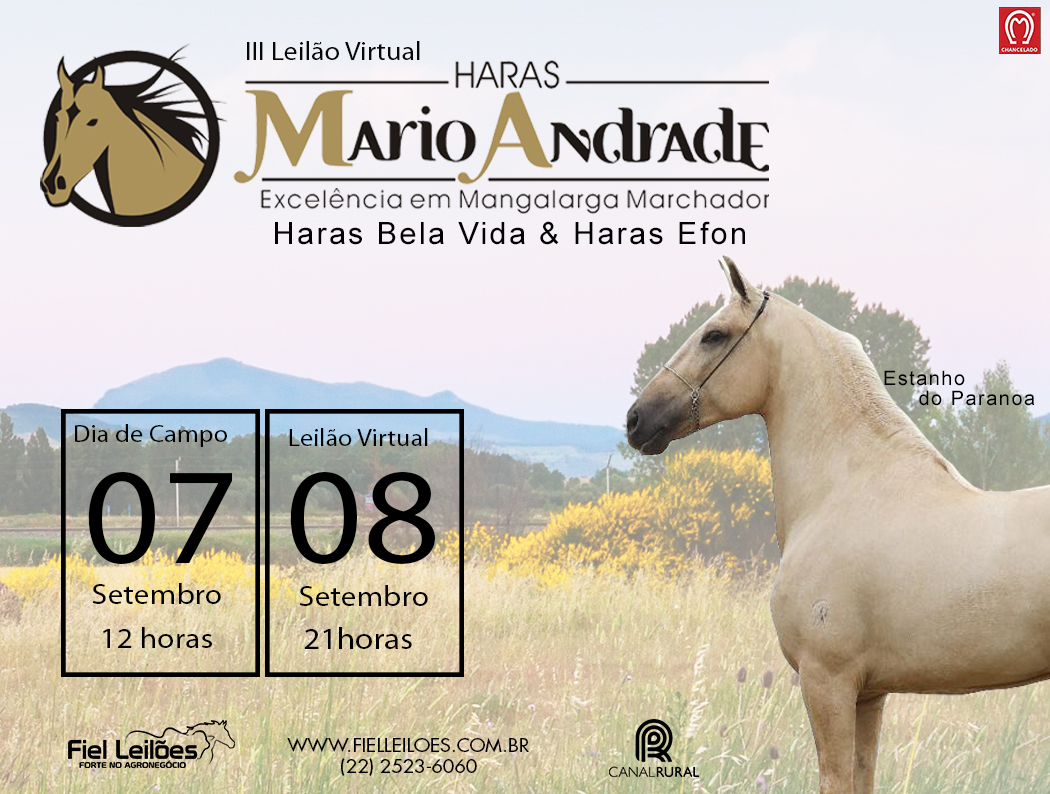 CHANCELADO
III Leilão Virtual
HARAS
Mario Andrade
Excelência em Mangalarga Marchador
Haras Bela Vida & Haras Efon
Estanho
do Paranoa
Dia de Campo
07
Setembro
12 horas
Leilão Virtual
08
Setembro
21horas
Fiel Leilões
FORTE NO AGRONEGÓCIO
WWW.FIELLEILOES.COM.BR
(22) 2523-6060
CANALRURAL